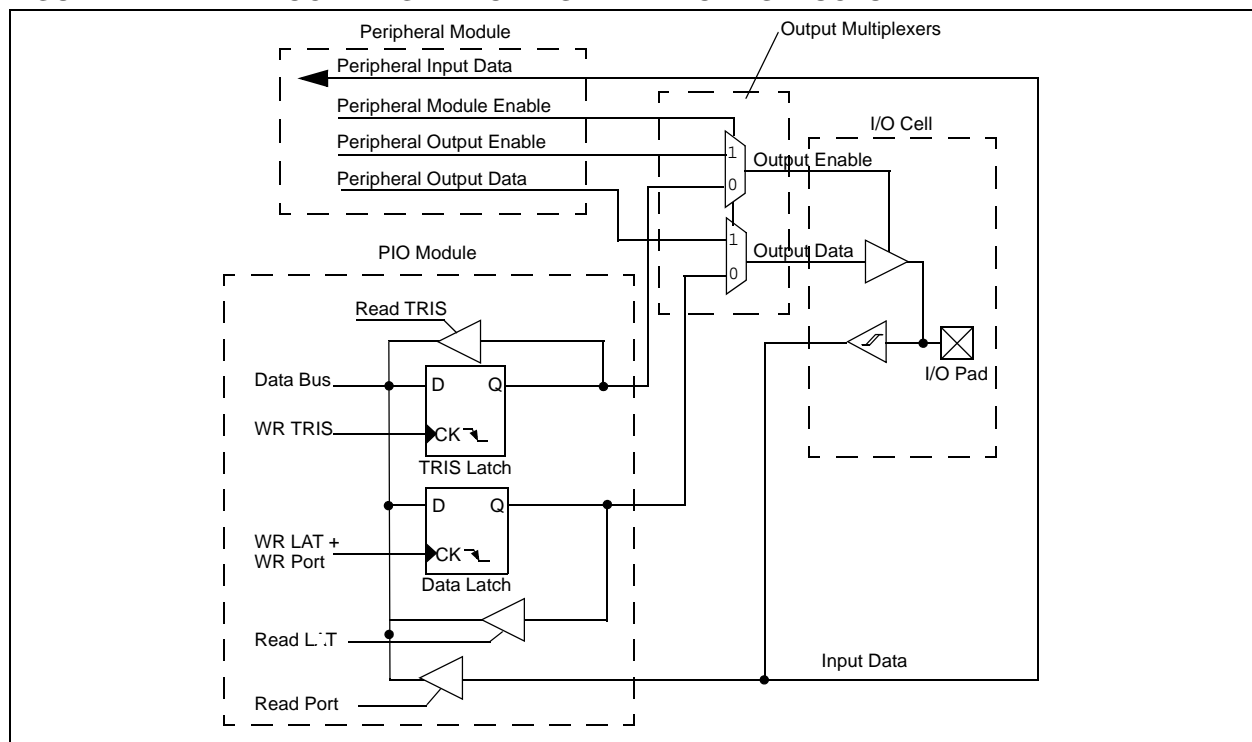 Peripheral Module
Output Multiplexers
Peripheral Input Data
Peripheral Module Enable
I/O Cell
Peripheral Output Enable
1
Output Enable
Peripheral Output Data
0
1
PIO Module
Output Data
0
Read TRIS
I/O Pad
Data Bus
D
Q
WR TRIS
CK
TRIS Latch
D
Q
WR LAT +
WR Port
CK
Data Latch
Read
Input Data
Read Port